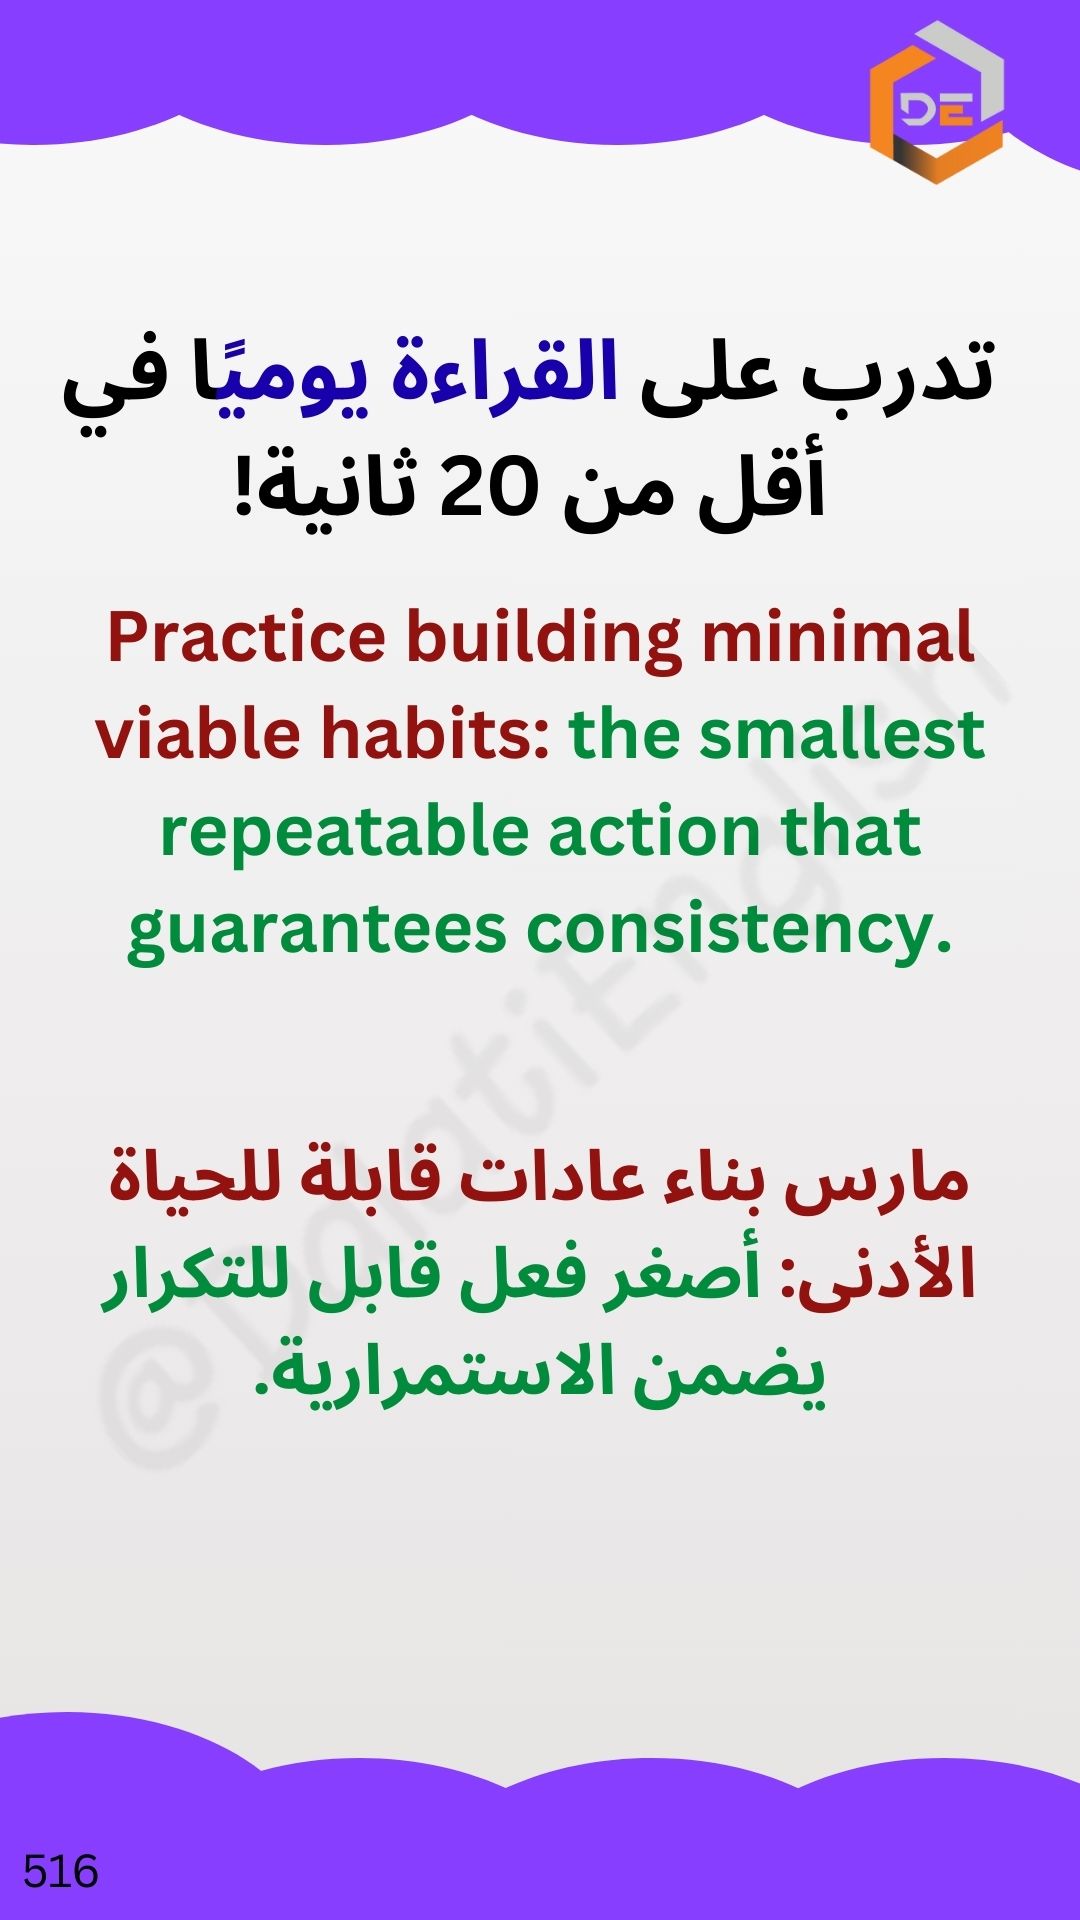 DE
تدرب على القراءة يوميًا في
أقل من 20 ثانية!
Practice building minimal
viable habits: the smallest
repeatable action that
guarantees consistency.
@DalatiEnglish
مارس بناء عادات قابلة للحياة
الأدنى: أصغر فعل قابل للتكرار
يضمن الاستمرارية.
516